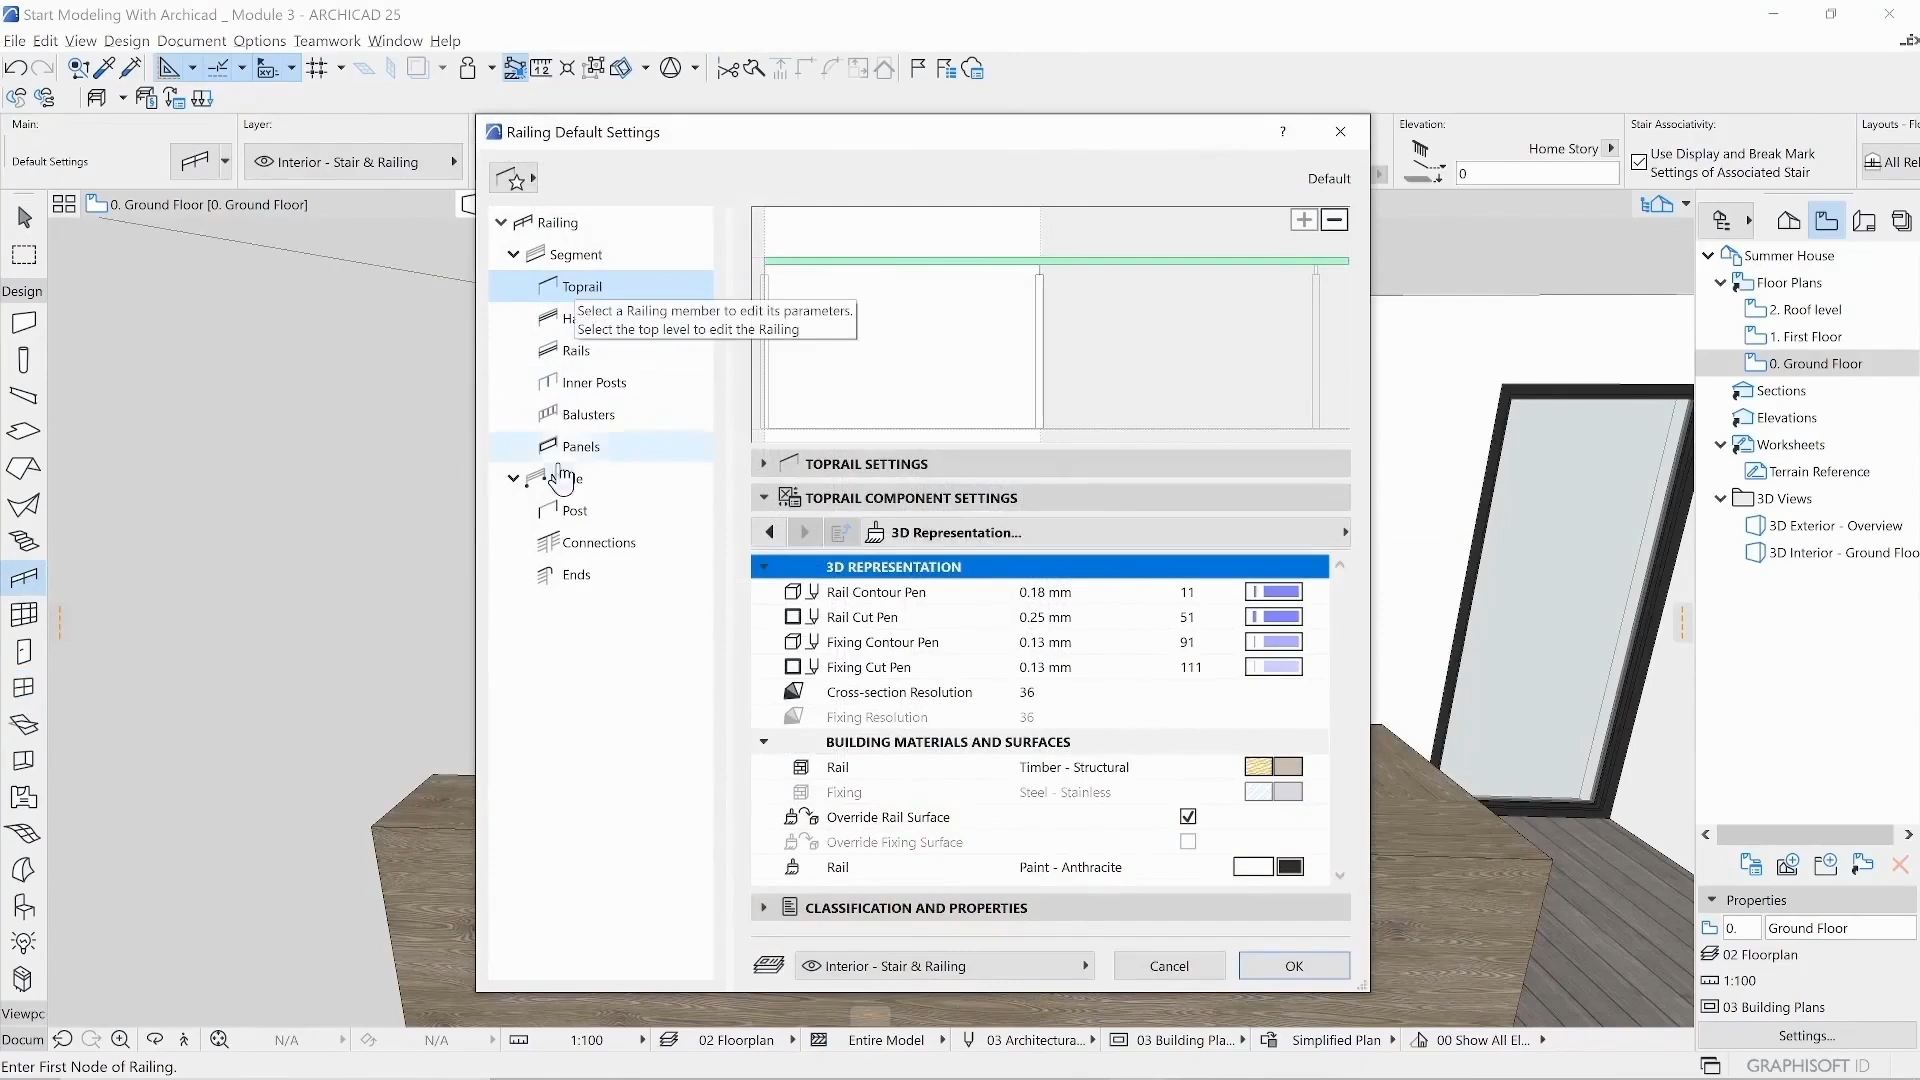 Start Modeling With Archicad _ Module 3 - ARCHICAD 25
File Edit View Design Document Options Teamwork Window Help
Main:
Layer:
Default Settings
Interior - Stair & Railing
Elevation:
Home Story
0
Stair Associativity:
Use Display and Break Mark
Settings of Associated Stair
Layouts - Flo
All Rel
0. Ground Floor [0. Ground Floor]
Design
Railing Default Settings
?
Default
Railing
Segment
Toprail
Select a Railing member to edit its parameters.
Select the top level to edit the Railing
Rails
Inner Posts
Balusters
Panels
Post
Connections
Ends
TOPRAIL SETTINGS
TOPRAIL COMPONENT SETTINGS
3D Representation...
3D REPRESENTATION
Rail Contour Pen 0.18 mm 11
Rail Cut Pen 0.25 mm 51
Fixing Contour Pen 0.13 mm 91
Fixing Cut Pen 0.13 mm 111
Cross-section Resolution 36
Fixing Resolution 36
BUILDING MATERIALS AND SURFACES
Rail Timber - Structural
Fixing Steel - Stainless
Override Rail Surface
Override Fixing Surface
Rail Paint - Anthracite
CLASSIFICATION AND PROPERTIES
Interior - Stair & Railing
Cancel
OK
Summer House
Floor Plans
2. Roof level
1. First Floor
0. Ground Floor
Sections
Elevations
Worksheets
Terrain Reference
3D Views
3D Exterior - Overview
3D Interior - Ground Floo
Properties
0. Ground Floor
02 Floorplan
1:100
03 Building Plans
Settings...
Viewpc
Docum
N/A
N/A
1:100
02 Floorplan
Entire Model
03 Architectura...
03 Building Pla...
Simplified Plan
00 Show All El...
Enter First Node of Railing.
GRAPHISOFT ID